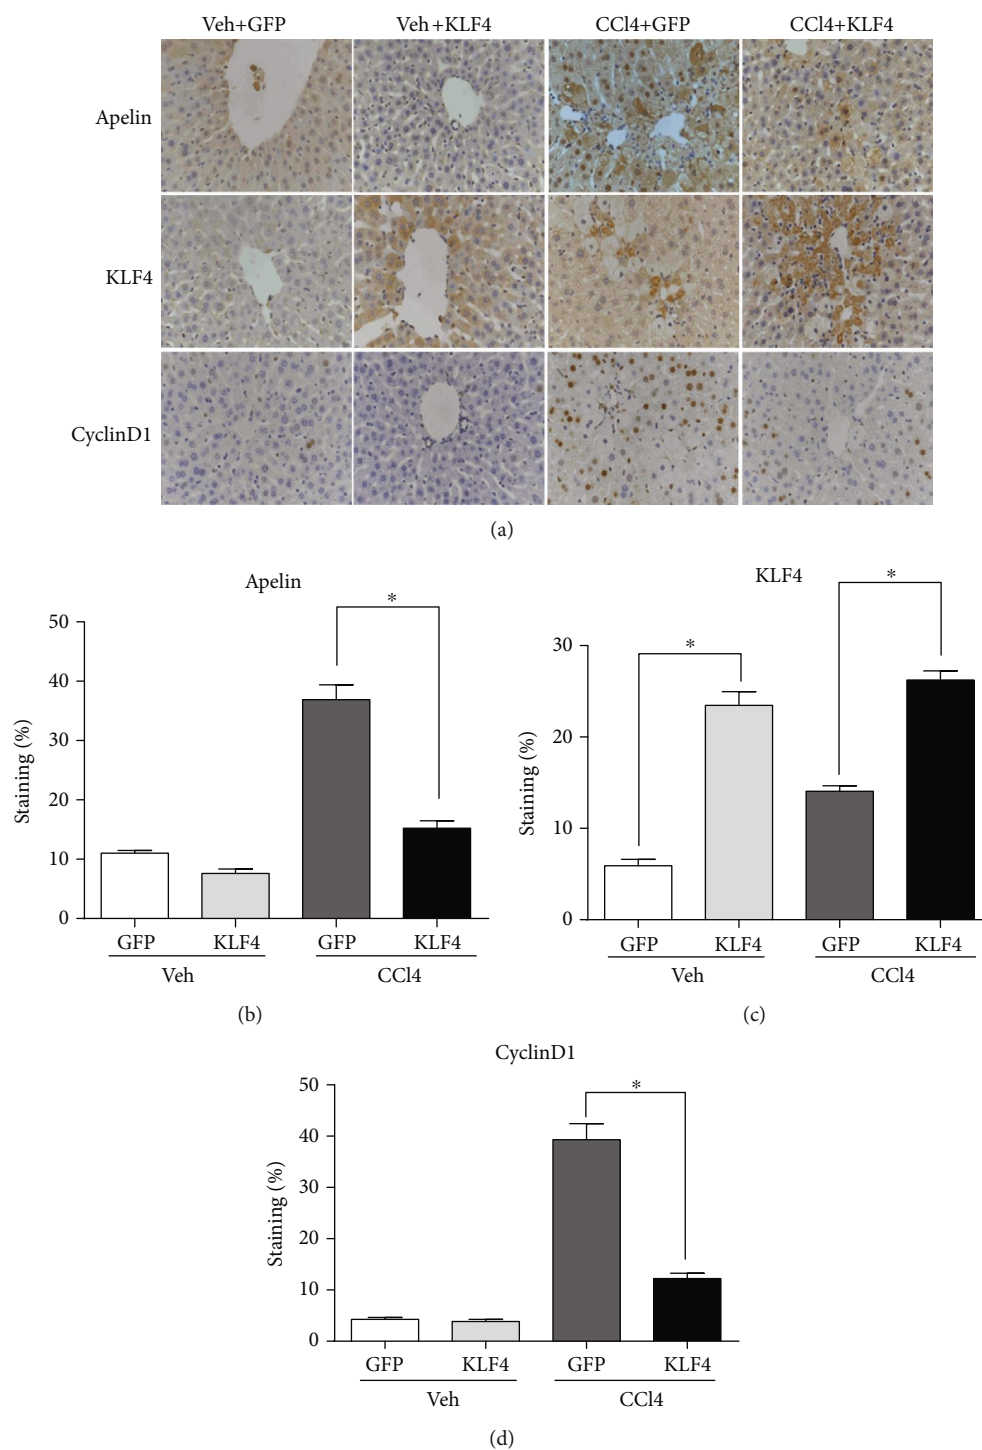 Veh+GFP Veh+KLF4 CCl4+GFP CCl4+KLF4
Apelin
KLF4
CyclinD1
(a)
Apelin
*
50
40
30
20
10
0
Staining (%)
GFP KLF4 GFP KLF4
Veh CCl4
(b)
KLF4
*
*
30
20
10
0
Staining (%)
GFP KLF4 GFP KLF4
Veh CCl4
(c)
CyclinD1
*
50
40
30
20
10
0
Staining (%)
GFP KLF4 GFP KLF4
Veh CCl4
(d)